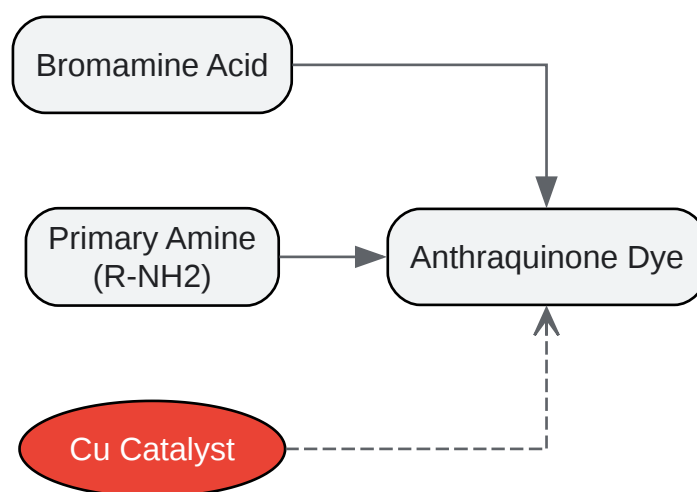 Bromamine Acid
Primary Amine
(R-NH2)
Anthraquinone Dye
Cu Catalyst